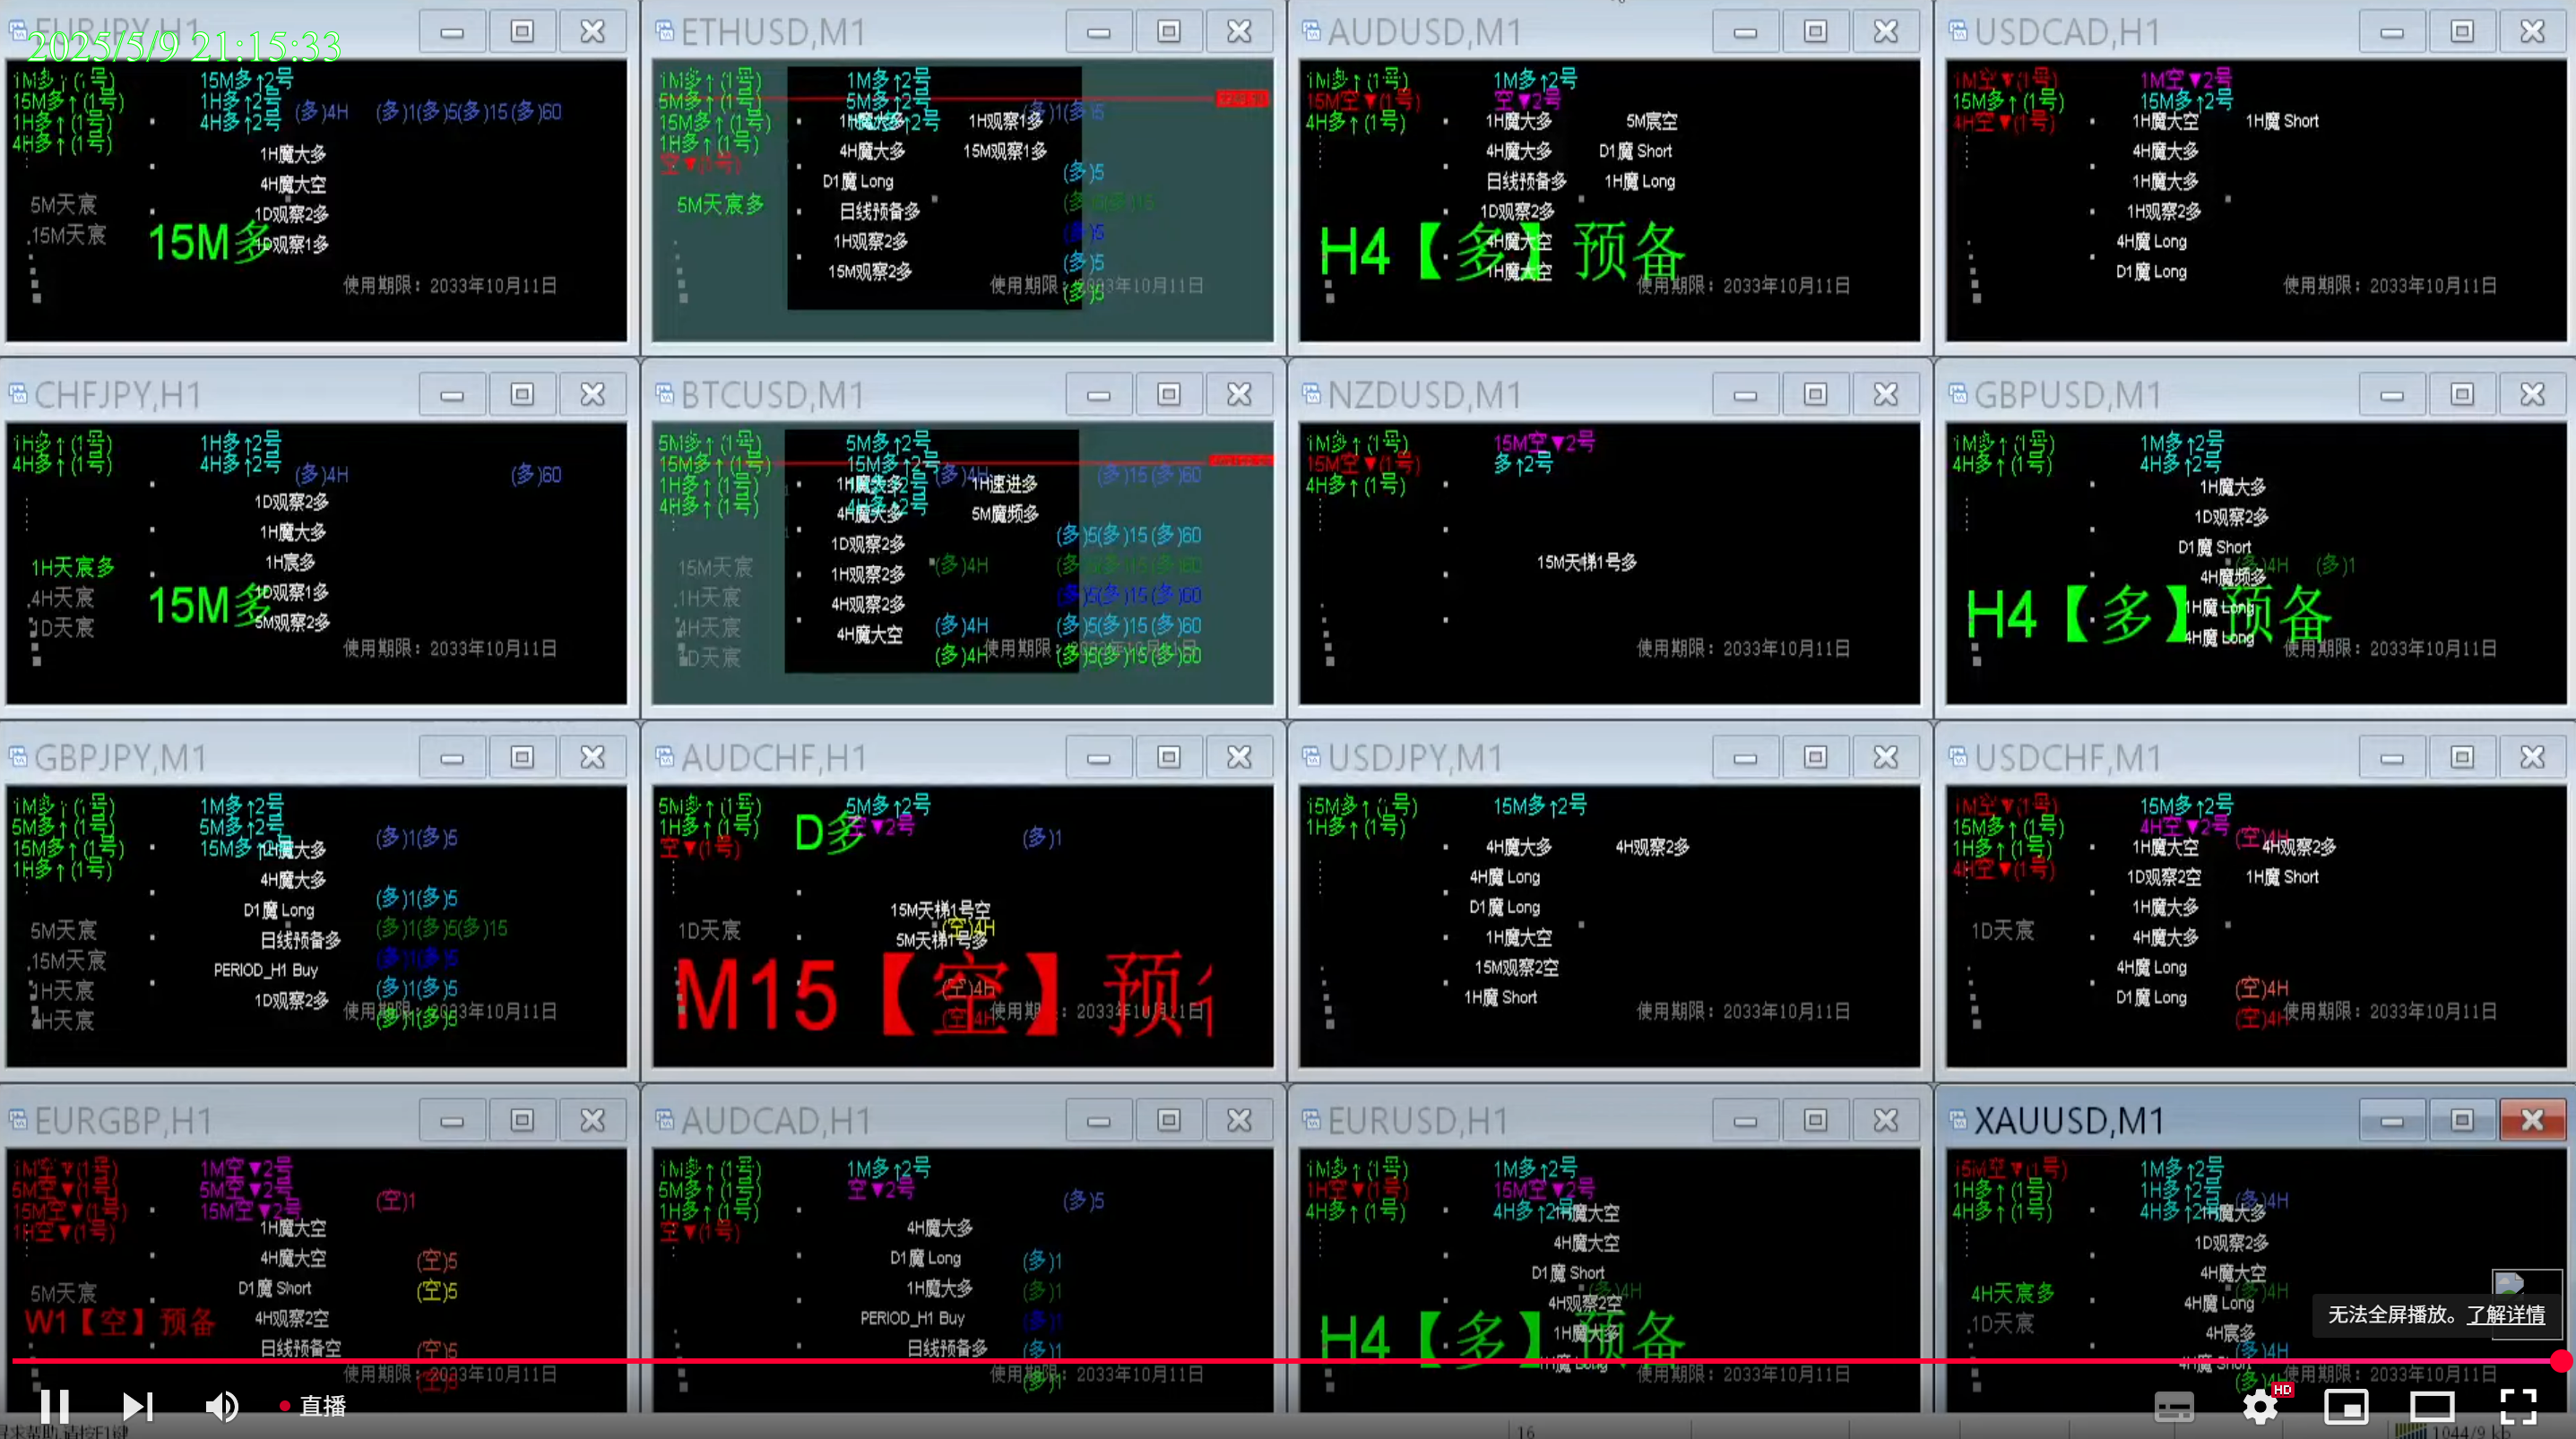 EURJPY,H1
2025/5/9 21:15:33
1M多↑(1号)
15M多↑(1号)
1H多↑(1号)
4H多↑(1号)
15M多↑2号
1H多↑2号
4H多↑2号
(多)4H (多)1(多)5(多)15(多)60
1H魔大多
4H魔大空
1D观察2多
1D观察1多
5M天宸
15M天宸
15M多
使用期限：2033年10月11日
ETHUSD,M1
1M多↑(1号)
5M多↑(1号)
15M多↑(1号)
1H多↑(1号)
空▼(1号)
1M多↑2号
5M多↑2号
1H魔大多 1H观察1多
4H魔大多 15M观察1多
D1魔 Long
日线预备多
1H观察2多
15M观察2多
5M天宸多
(多)5
(多)5
(多)5
(多)5
AUDUSD,M1
1M多↑(1号)
15M空▼(1号)
4H多↑(1号)
1M多↑2号
空▼2号
1H魔大多 5M宸空
4H魔大多 D1魔 Short
日线预备多 1H魔 Long
1D观察2多
4H魔大空
1H魔大空
H4【多】预备
使用期限：2033年10月11日
USDCAD,H1
1M空▼(1号)
15M多↑(1号)
4H空▼(1号)
1M空▼2号
15M多↑2号
1H魔大空 1H魔 Short
4H魔大多
1H魔大多
1H观察2多
4H魔 Long
D1魔 Long
使用期限：2033年10月11日
CHFJPY,H1
1H多↑(1号)
4H多↑(1号)
1H多↑2号
4H多↑2号
(多)4H (多)60
1D观察2多
1H魔大多
1H宸多
1D观察1多
5M观察2多
1H天宸多
4H天宸
1D天宸
15M多
使用期限：2033年10月11日
BTCUSD,M1
5M多↑(1号)
15M多↑(1号)
1H多↑(1号)
4H多↑(1号)
5M多↑2号
15M多↑2号
(多)4H (多)15(多)60
1H魔大多 1H速进多
4H魔大多 5M魔频多
1D观察2多
1H观察2多
4H观察2多
4H魔大空
15M天宸
1H天宸
4H天宸
1D天宸
(多)5(多)15(多)60
(多)4H
(多)5(多)15(多)60
(多)4H (多)5(多)15(多)60
(多)4H (多)5(多)15(多)60
NZDUSD,M1
1M多↑(1号)
15M空▼(1号)
4H多↑(1号)
15M空▼2号
多↑2号
15M天梯1号多
使用期限：2033年10月11日
GBPUSD,M1
1M多↑(1号)
4H多↑(1号)
1M多↑2号
4H多↑2号
1H魔大多
1D观察2多
D1魔 Short
(多)4H (多)1
4H魔频多
1H魔 Long
4H魔 Long
H4【多】预备
使用期限：2033年10月11日
GBPJPY,M1
1M多↑(1号)
5M多↑(1号)
15M多↑(1号)
1H多↑(1号)
1M多↑2号
5M多↑2号
15M多↑2号
1H魔大多
4H魔大多
D1魔 Long
日线预备多
PERIOD_H1 Buy
1D观察2多
(多)1(多)5
(多)1(多)5
(多)1(多)5(多)15
(多)1(多)5
(多)1(多)5
(多)1(多)5
5M天宸
15M天宸
1H天宸
4H天宸
使用期限：2033年10月11日
AUDCHF,H1
5M多↑(1号)
1H多↑(1号)
空▼(1号)
D多
5M多↑2号
空▼2号
(多)1
15M天梯1号空
(空)4H
5M天梯1号多
1D天宸
M15【空】预
(空)4H
(空)4H
USDJPY,M1
15M多↑(1号)
1H多↑(1号)
15M多↑2号
1H魔大多 4H观察2多
4H魔 Long
D1魔 Long
1H魔大空
15M观察2空
1H魔 Short
使用期限：2033年10月11日
USDCHF,M1
1M空▼(1号)
15M多↑(1号)
1H多↑(1号)
4H空▼(1号)
15M多↑2号
4H空▼2号
(空)4H
1H魔大空 4H观察2多
1D观察2空 1H魔 Short
1H魔大多
4H魔大多
4H魔 Long
D1魔 Long
1D天宸
(空)4H
(空)4H
使用期限：2033年10月11日
EURGBP,H1
1M空▼(1号)
5M空▼(1号)
15M空▼(1号)
1H空▼(1号)
1M空▼2号
5M空▼2号
15M空▼2号
(空)1
1H魔大空
4H魔大空
D1魔 Short
4H观察2空
日线预备空
(空)5
(空)5
(空)5
5M天宸
W1【空】预备
使用期限：2033年10月11日
AUDCAD,H1
1M多↑(1号)
5M多↑(1号)
1H多↑(1号)
空▼(1号)
1M多↑2号
空▼2号
(多)5
4H魔大多
D1魔 Long
1H魔大多
PERIOD_H1 Buy
日线预备多
(多)1
(多)1
(多)1
(多)1
(多)1
使用期限：2033年10月11日
EURUSD,H1
1M多↑(1号)
1H空▼(1号)
4H多↑(1号)
1M多↑2号
15M空▼2号
4H多↑2号
1H魔大空
4H魔大空
D1魔 Short
(多)4H
4H观察2空
1H魔大多
H4【多】预备
使用期限：2033年10月11日
XAUUSD,M1
15M空▼(1号)
1H多↑(1号)
4H多↑(1号)
1M多↑2号
1H多↑2号
4H多↑2号
(多)4H
1H魔大多
1D观察2多
4H魔大空
4H魔 Long
4H宸多
(多)4H
4H天宸多
1D天宸
使用期限：2033年10月11日
无法全屏播放。了解详情
直播
HD
16